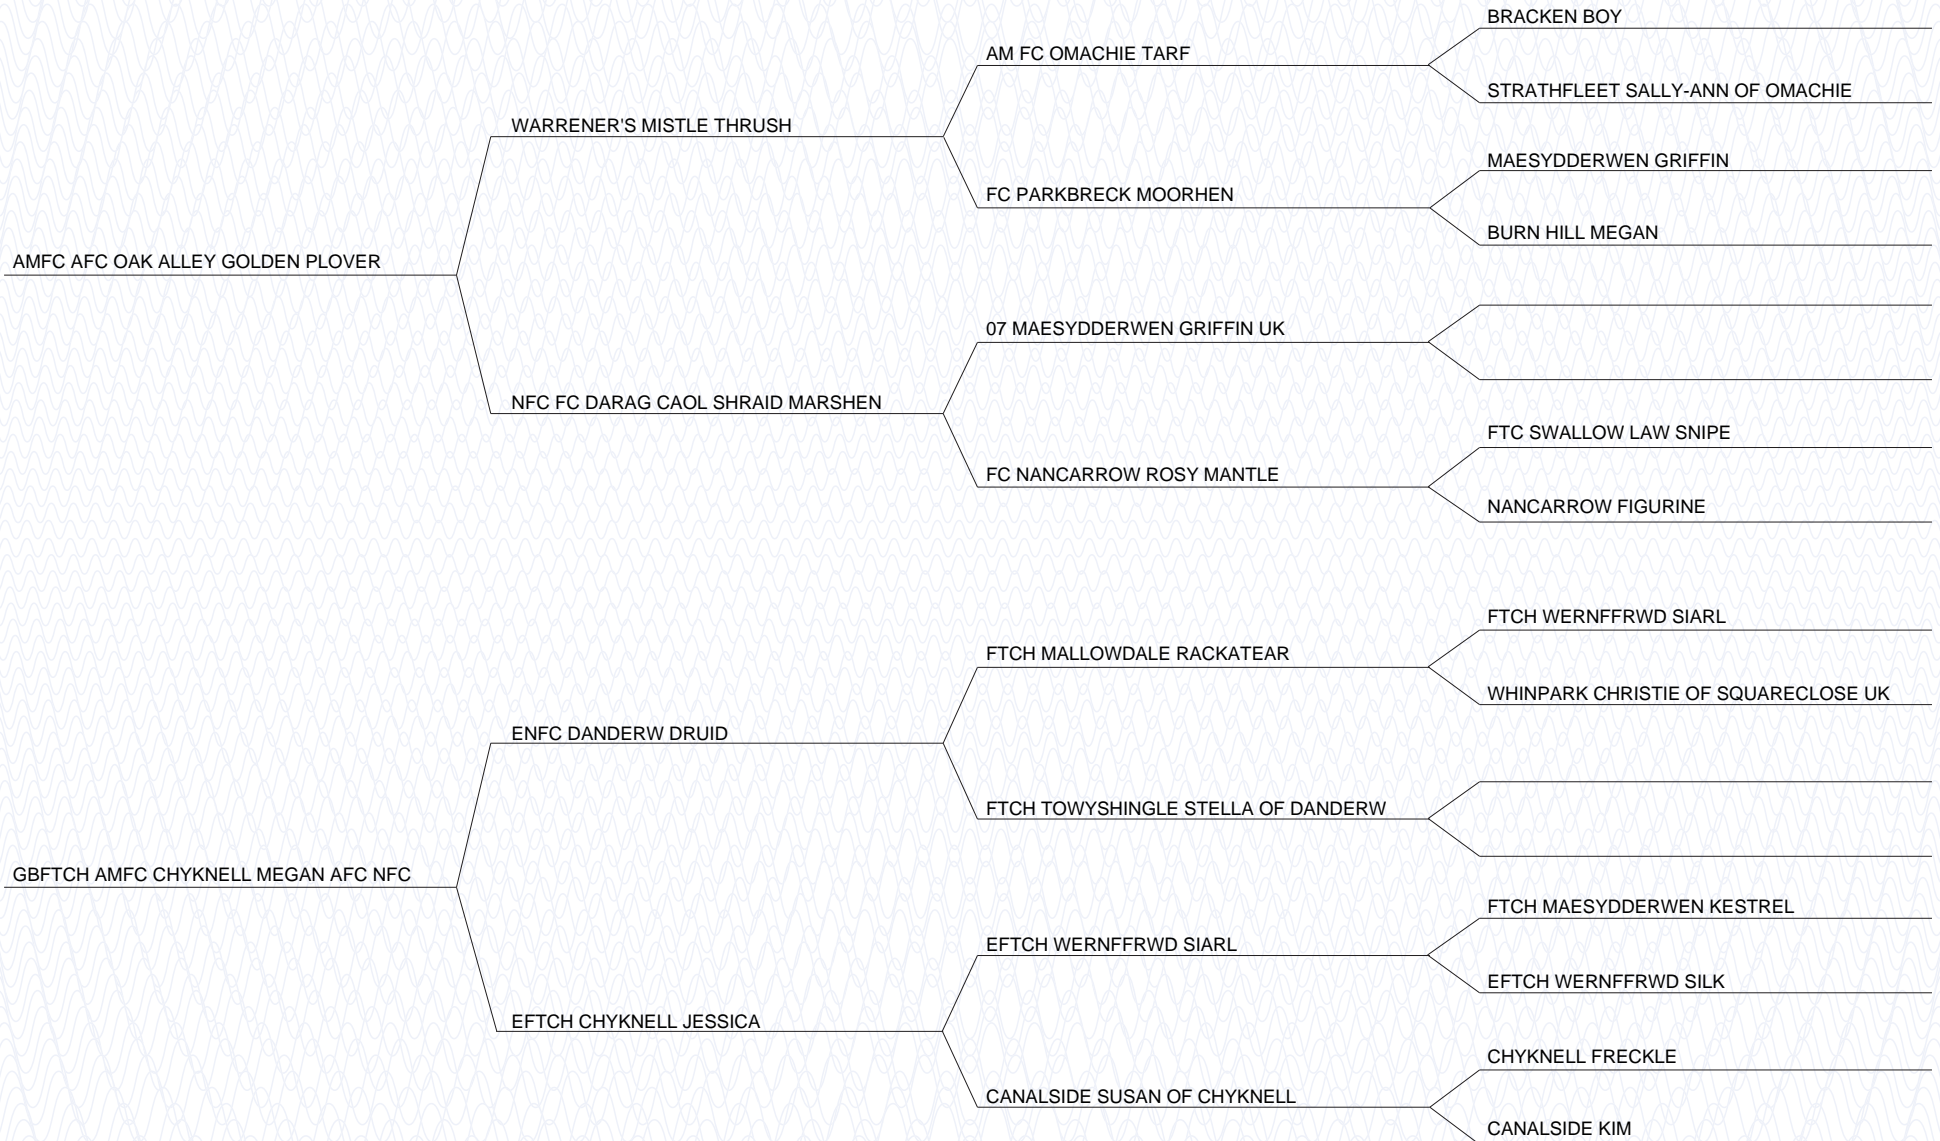 BRACKEN BOY
AM FC OMACHIE TARF
STRATHFLEET SALLY-ANN OF OMACHIE
WARRENER'S MISTLE THRUSH
MAESYDDERWEN GRIFFIN
FC PARKBRECK MOORHEN
BURN HILL MEGAN
AMFC AFC OAK ALLEY GOLDEN PLOVER
07 MAESYDDERWEN GRIFFIN UK
NFC FC DARAG CAOL SHRAID MARSHEN
FTC SWALLOW LAW SNIPE
FC NANCARROW ROSY MANTLE
NANCARROW FIGURINE
FTCH WERNFFRWD SIARL
FTCH MALLOWDALE RACKATEAR
WHINPARK CHRISTIE OF SQUARECLOSE UK
ENFC DANDERW DRUID
FTCH TOWYSHINGLE STELLA OF DANDERW
GBFTCH AMFC CHYKNELL MEGAN AFC NFC
FTCH MAESYDDERWEN KESTREL
EFTCH WERNFFRWD SIARL
EFTCH WERNFFRWD SILK
EFTCH CHYKNELL JESSICA
CHYKNELL FRECKLE
CANALSIDE SUSAN OF CHYKNELL
CANALSIDE KIM